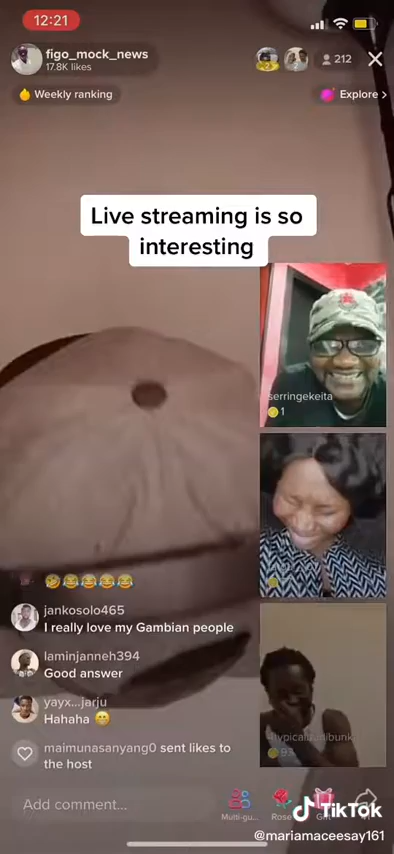 12:21
figo_mock_news
17.8K likes
212
Weekly ranking
Explore >
Live streaming is so
interesting
serringekeita
1
jankosolo465
I really love my Gambian people
laminjanneh394
Good answer
yayx...jarju
Hahaha 😁
maimunasanyang0 sent likes to
the host
93
Add comment...
Multi-gu...
Rose
TikTok
@mariamaceesay161